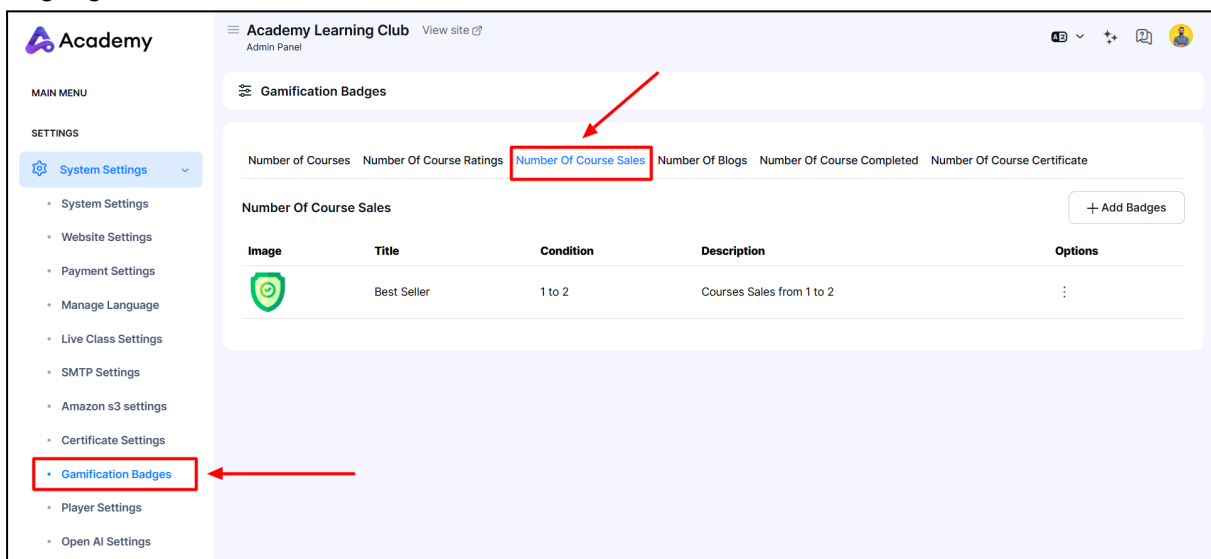 Academy
Academy Learning Club View site
Admin Panel
MAIN MENU
SETTINGS
System Settings
System Settings
Website Settings
Payment Settings
Manage Language
Live Class Settings
SMTP Settings
Amazon s3 settings
Certificate Settings
Gamification Badges
Player Settings
Open AI Settings
Gamification Badges
Number of Courses Number Of Course Ratings Number Of Course Sales Number Of Blogs Number Of Course Completed Number Of Course Certificate
Number Of Course Sales
+ Add Badges
Image Title Condition Description Options
Best Seller 1 to 2 Courses Sales from 1 to 2